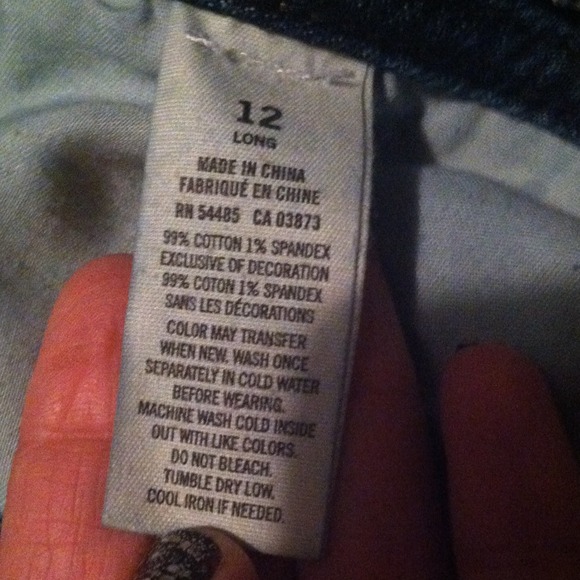 12
LONG
MADE IN CHINA
FABRIQUÉ EN CHINE
RN 54485 CA 03873
99% COTTON 1% SPANDEX
EXCLUSIVE OF DECORATION
99% COTON 1% SPANDEX
SANS LES DÉCORATIONS
COLOR MAY TRANSFER
WHEN NEW. WASH ONCE
SEPARATELY IN COLD WATER
BEFORE WEARING.
MACHINE WASH COLD INSIDE
OUT WITH LIKE COLORS.
DO NOT BLEACH.
TUMBLE DRY LOW.
COOL IRON IF NEEDED.